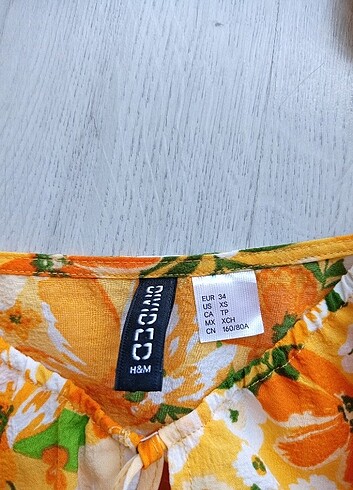 DIVIDED
H&M
EUR 34
US XS
CA TP
MX XCH
CN 160/80A